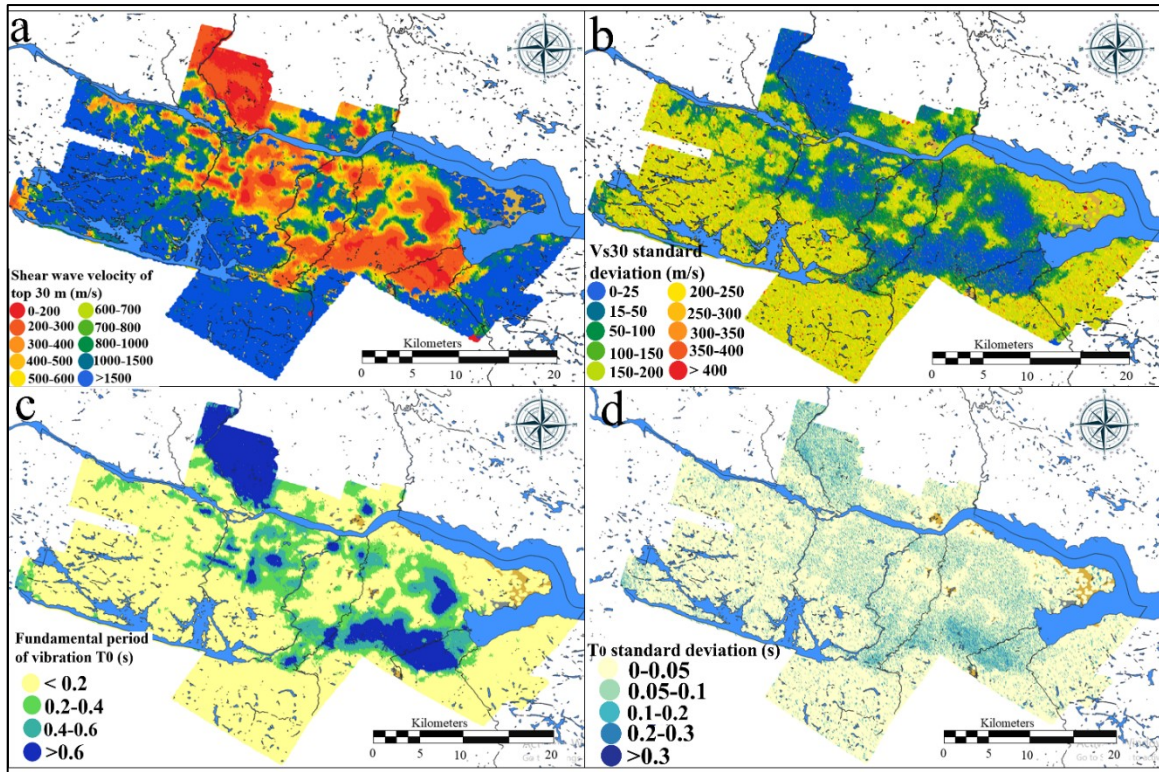 a
Shear wave velocity of
top 30 m (m/s)
0-200 600-700
200-300 700-800
300-400 800-1000
400-500 1000-1500
500-600 >1500
Kilometers
0 10 20
b
Vs30 standard
deviation (m/s)
0-25 200-250
15-50 250-300
50-100 300-350
100-150 350-400
150-200 > 400
Kilometers
0 10 20
c
Fundamental period
of vibration T0 (s)
< 0.2
0.2-0.4
0.4-0.6
>0.6
Kilometers
0 10 20
d
T0 standard deviation (s)
0-0.05
0.05-0.1
0.1-0.2
0.2-0.3
>0.3
Kilometers
0 10 20